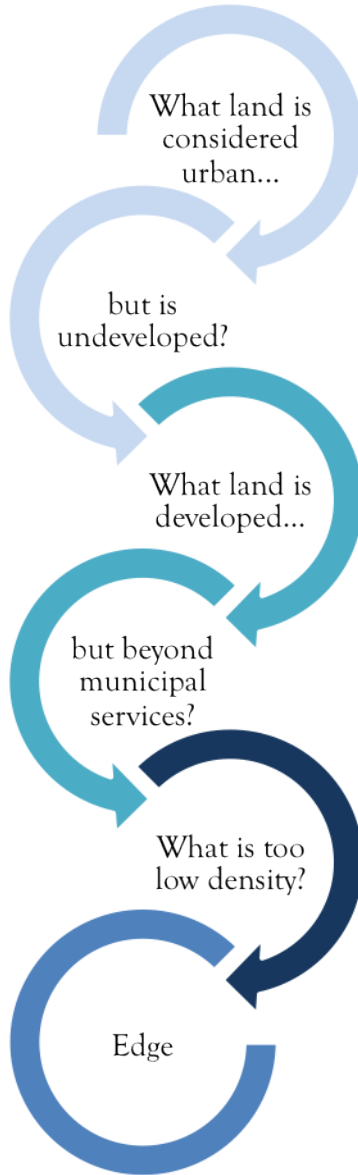 What land is
considered
urban...
but is
undeveloped?
What land is
developed...
but beyond
municipal
services?
What is too
low density?
Edge